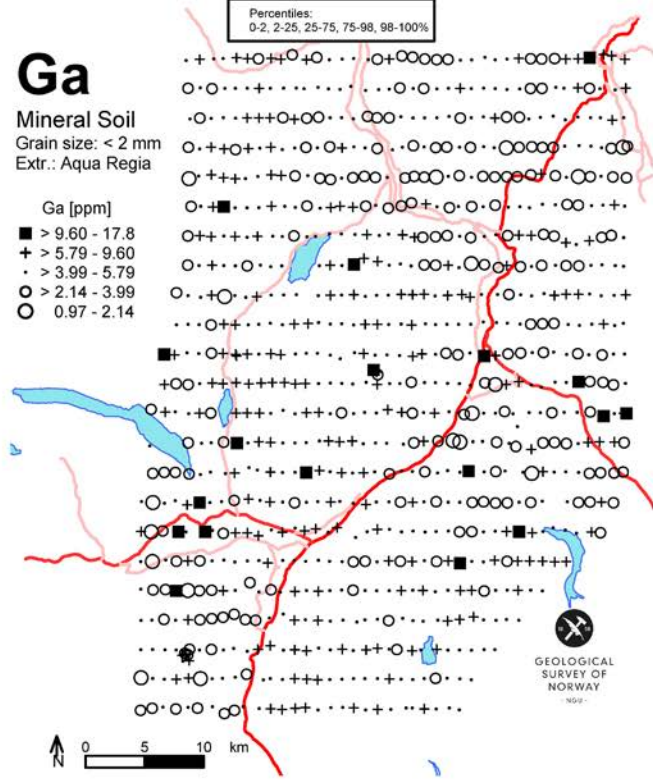 Percentiles:
0-2, 2-25, 25-75, 75-98, 98-100%
Ga
Mineral Soil
Grain size: < 2 mm
Extr.: Aqua Regia
Ga [ppm]
> 9.60 - 17.8
> 5.79 - 9.60
> 3.99 - 5.79
> 2.14 - 3.99
0.97 - 2.14
GEOLOGICAL
SURVEY OF
NORWAY
- NGU -
N
0 5 10 km